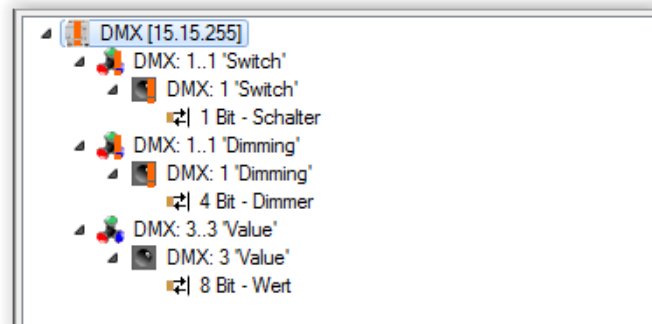 DMX [15.15.255]
DMX: 1..1 'Switch'
DMX: 1 'Switch'
1 Bit - Schalter
DMX: 1..1 'Dimming'
DMX: 1 'Dimming'
4 Bit - Dimmer
DMX: 3..3 'Value'
DMX: 3 'Value'
8 Bit - Wert